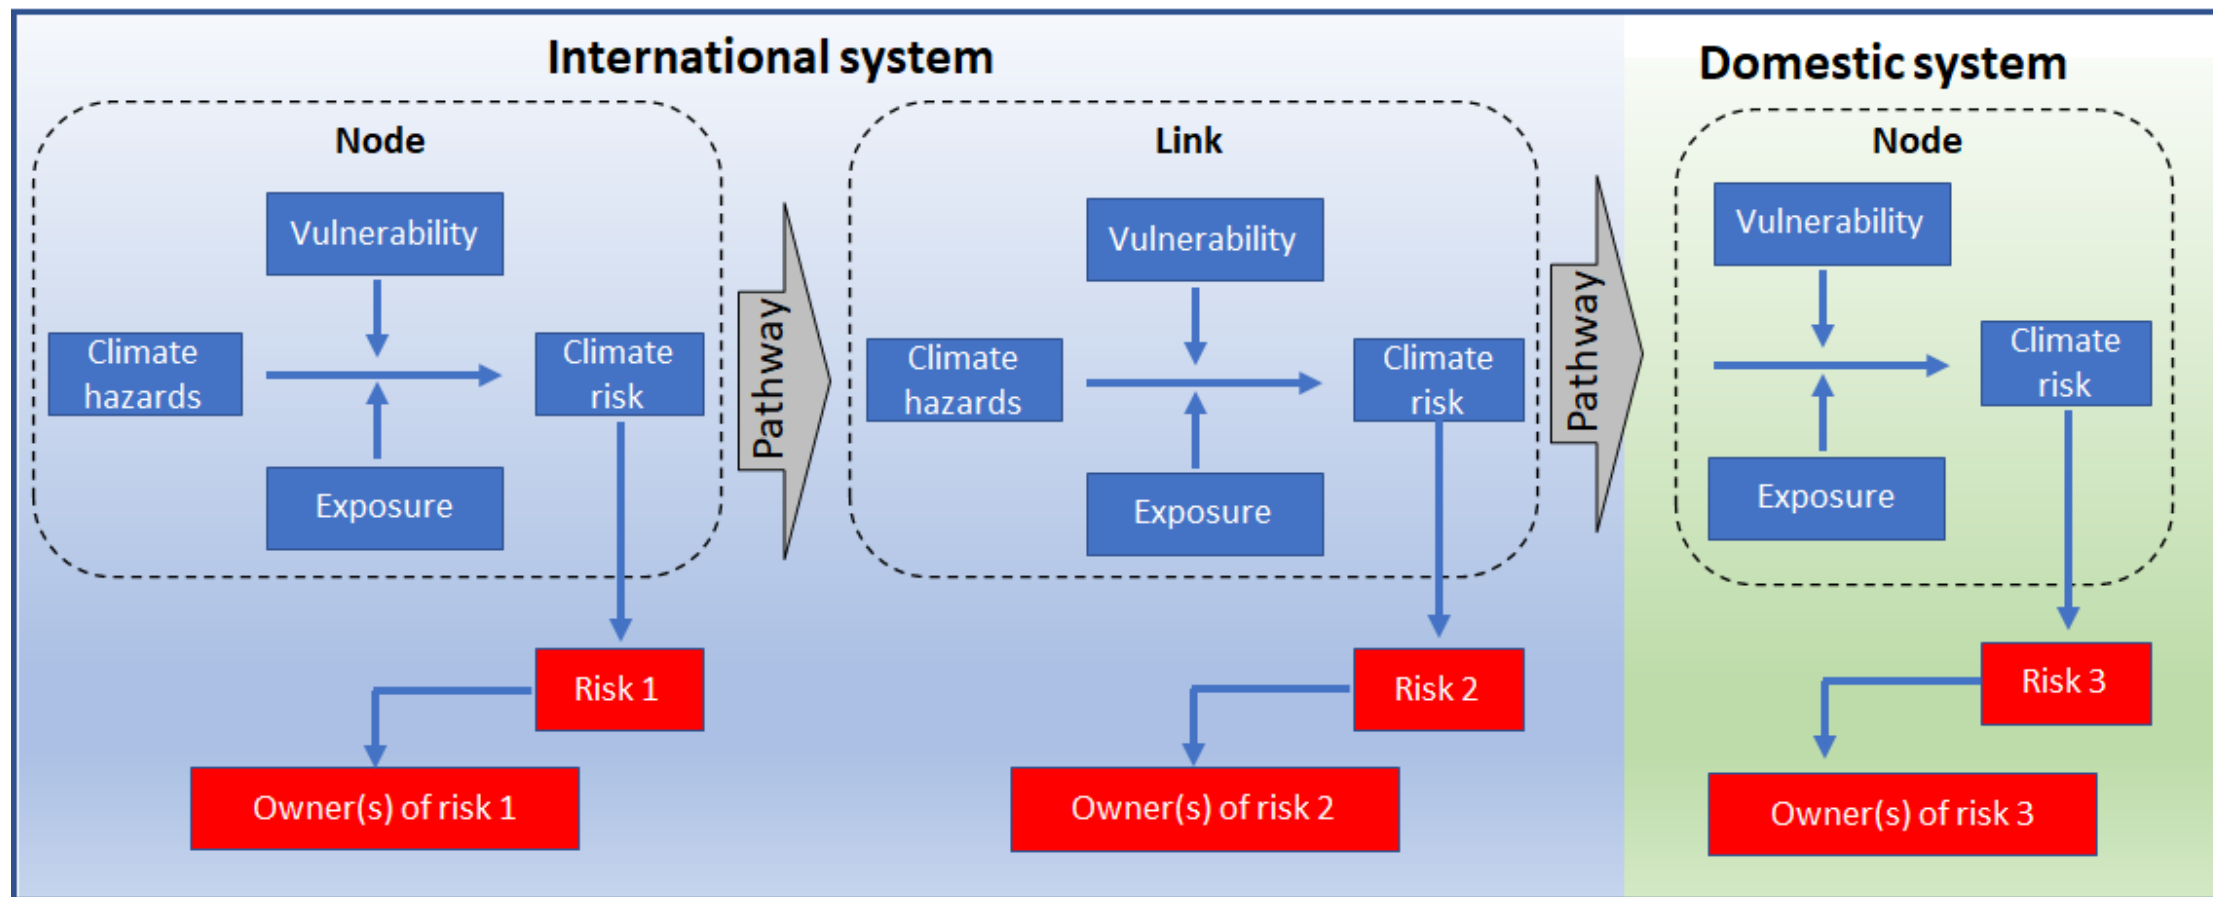 International system
Domestic system
Node
Vulnerability
Climate
hazards
Climate
risk
Exposure
Risk 1
Owner(s) of risk 1
Pathway
Link
Vulnerability
Climate
hazards
Climate
risk
Exposure
Risk 2
Owner(s) of risk 2
Pathway
Node
Vulnerability
Climate
risk
Exposure
Risk 3
Owner(s) of risk 3